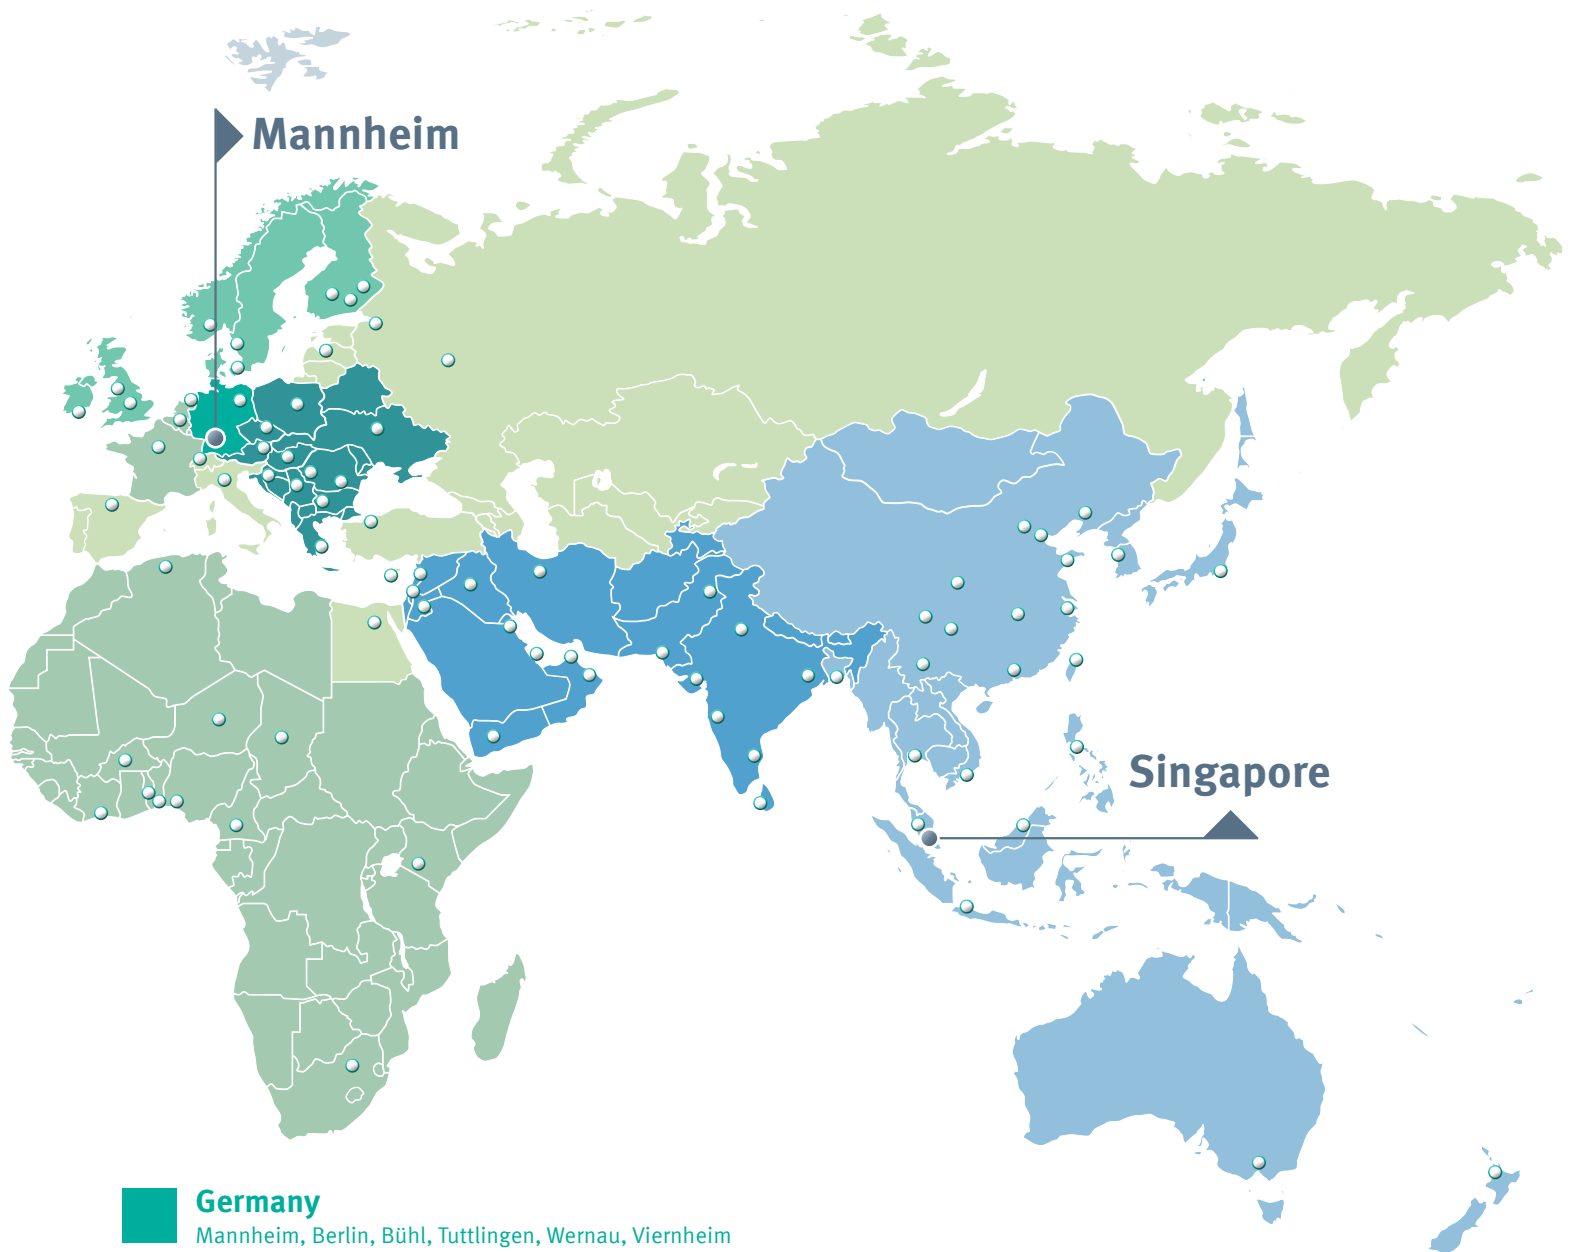 Mannheim
Singapore
Germany
Mannheim, Berlin, Bühl, Tuttlingen, Wernau, Viernheim